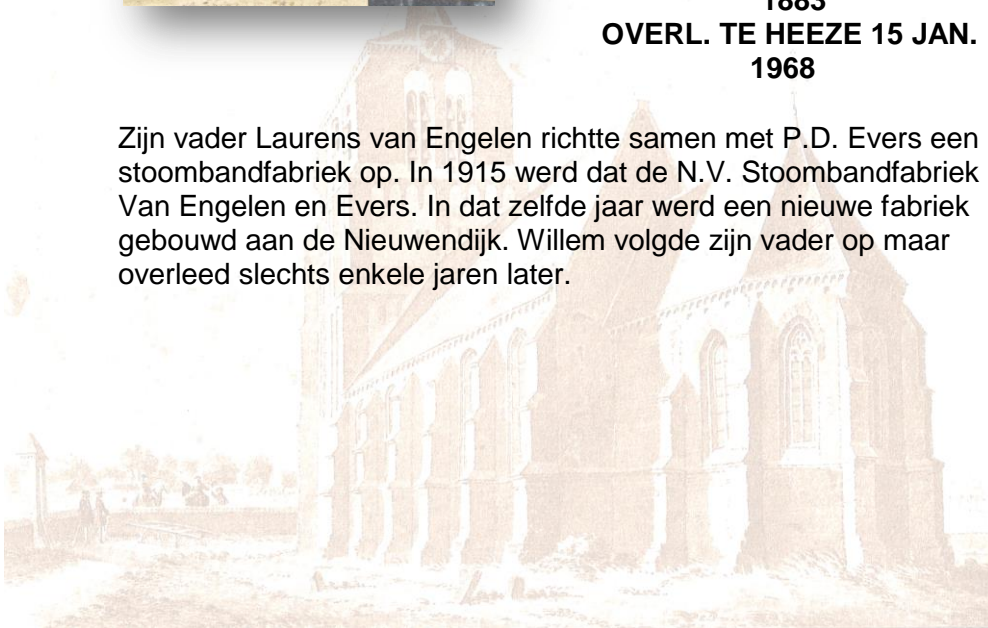 1883
OVERL. TE HEEZE 15 JAN.
1968
Zijn vader Laurens van Engelen richtte samen met P.D. Evers een
stoombandfabriek op. In 1915 werd dat de N.V. Stoombandfabriek
Van Engelen en Evers. In dat zelfde jaar werd een nieuwe fabriek
gebouwd aan de Nieuwendijk. Willem volgde zijn vader op maar
overleed slechts enkele jaren later.